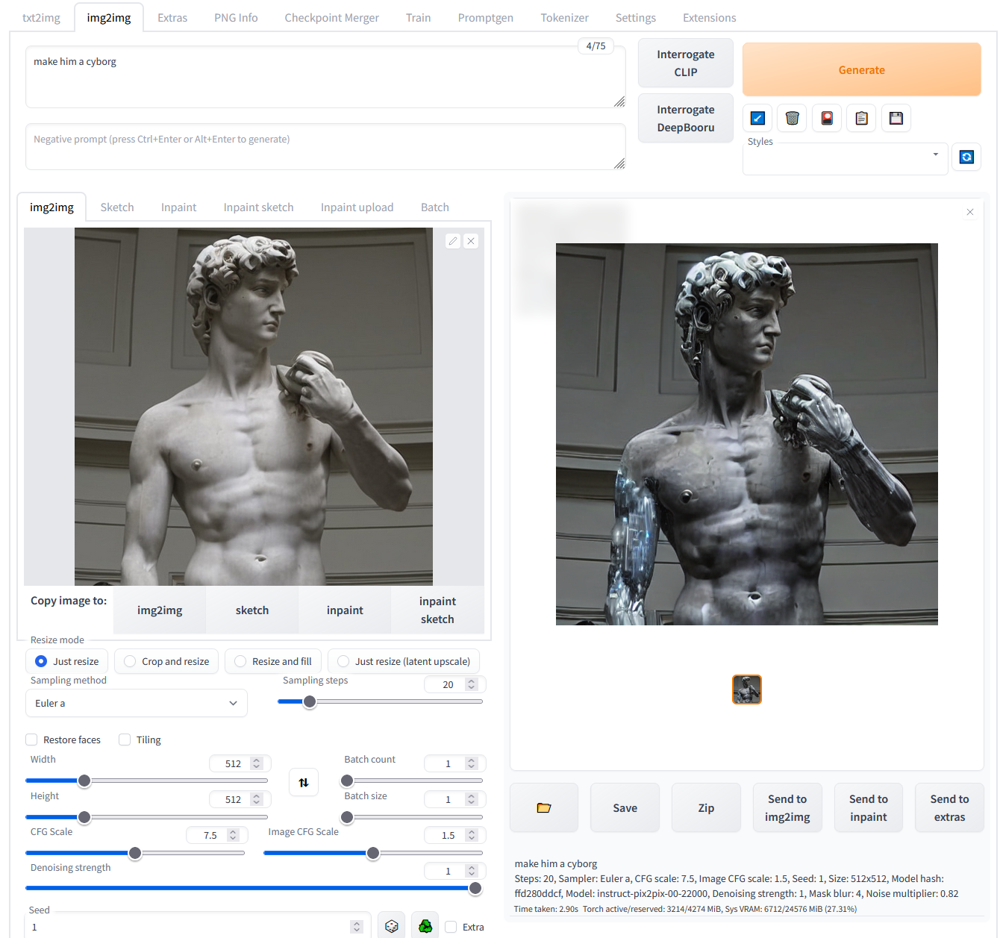 txt2img img2img Extras PNG Info Checkpoint Merger Train Promptgen Tokenizer Settings Extensions
make him a cyborg
4/75
Interrogate
CLIP
Generate
Interrogate
DeepBooru
Negative prompt (press Ctrl+Enter or Alt+Enter to generate)
Styles
img2img Sketch Inpaint Inpaint sketch Inpaint upload Batch
Copy image to:
img2img
sketch
inpaint
inpaint
sketch
Resize mode
Just resize Crop and resize Resize and fill Just resize (latent upscale)
Sampling method
Euler a
Sampling steps
20
Restore faces Tiling
Width
512
Batch count
1
Height
512
Batch size
1
CFG Scale
7.5
Image CFG Scale
1.5
Denoising strength
1
Seed
1
Extra
Save
Zip
Send to
img2img
Send to
inpaint
Send to
extras
make him a cyborg
Steps: 20, Sampler: Euler a, CFG scale: 7.5, Image CFG scale: 1.5, Seed: 1, Size: 512x512, Model hash:
ffd280ddcf, Model: instruct-pix2pix-00-22000, Denoising strength: 1, Mask blur: 4, Noise multiplier: 0.82
Time taken: 2.90s Torch active/reserved: 3214/4274 MiB, Sys VRAM: 6712/24576 MiB (27.31%)